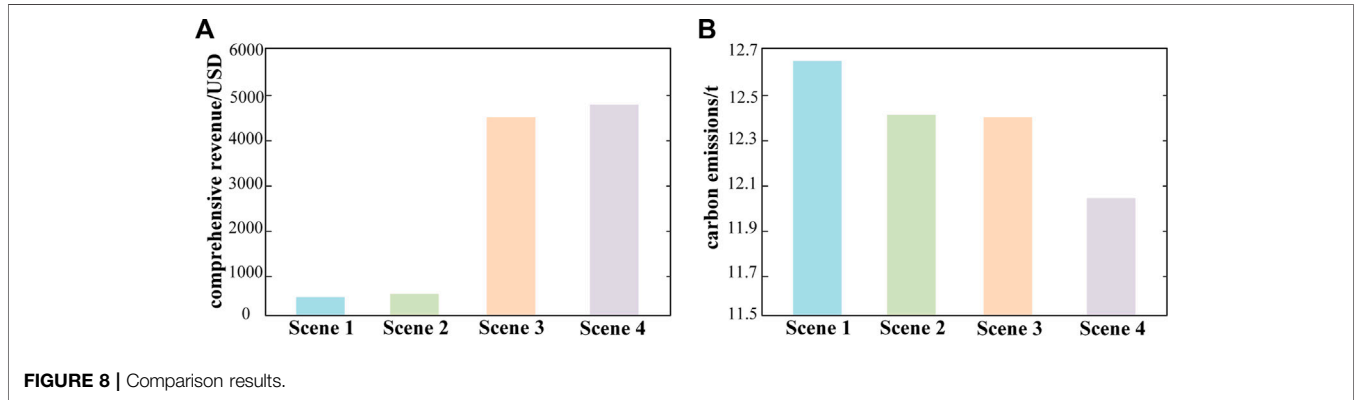 A
comprehensive revenue/USD
6000
5000
4000
3000
2000
1000
0
Scene 1 Scene 2 Scene 3 Scene 4
B
carbon emissions/t
12.7
12.5
12.3
12.1
11.9
11.7
11.5
Scene 1 Scene 2 Scene 3 Scene 4
FIGURE 8 | Comparison results.